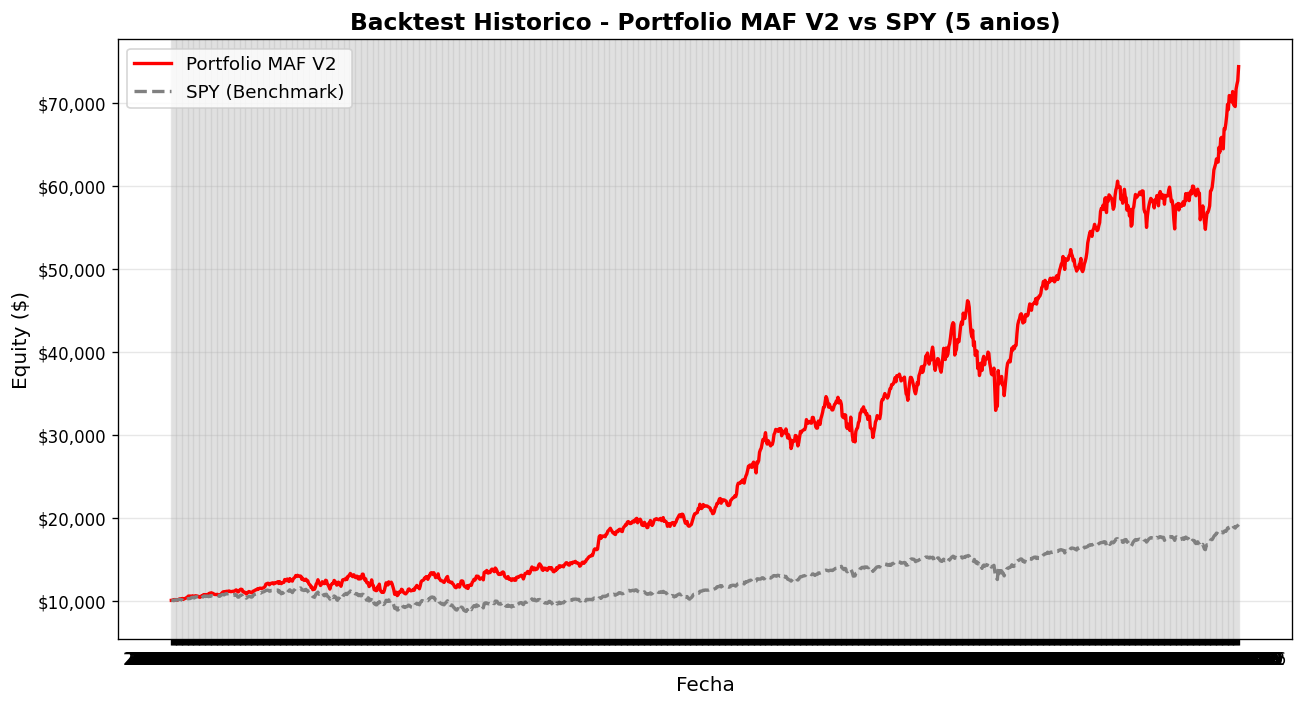 Backtest Historico - Portfolio MAF V2 vs SPY (5 anios)
Portfolio MAF V2
SPY (Benchmark)
$70,000
$60,000
$50,000
$40,000
$30,000
$20,000
$10,000
Equity ($)
Fecha